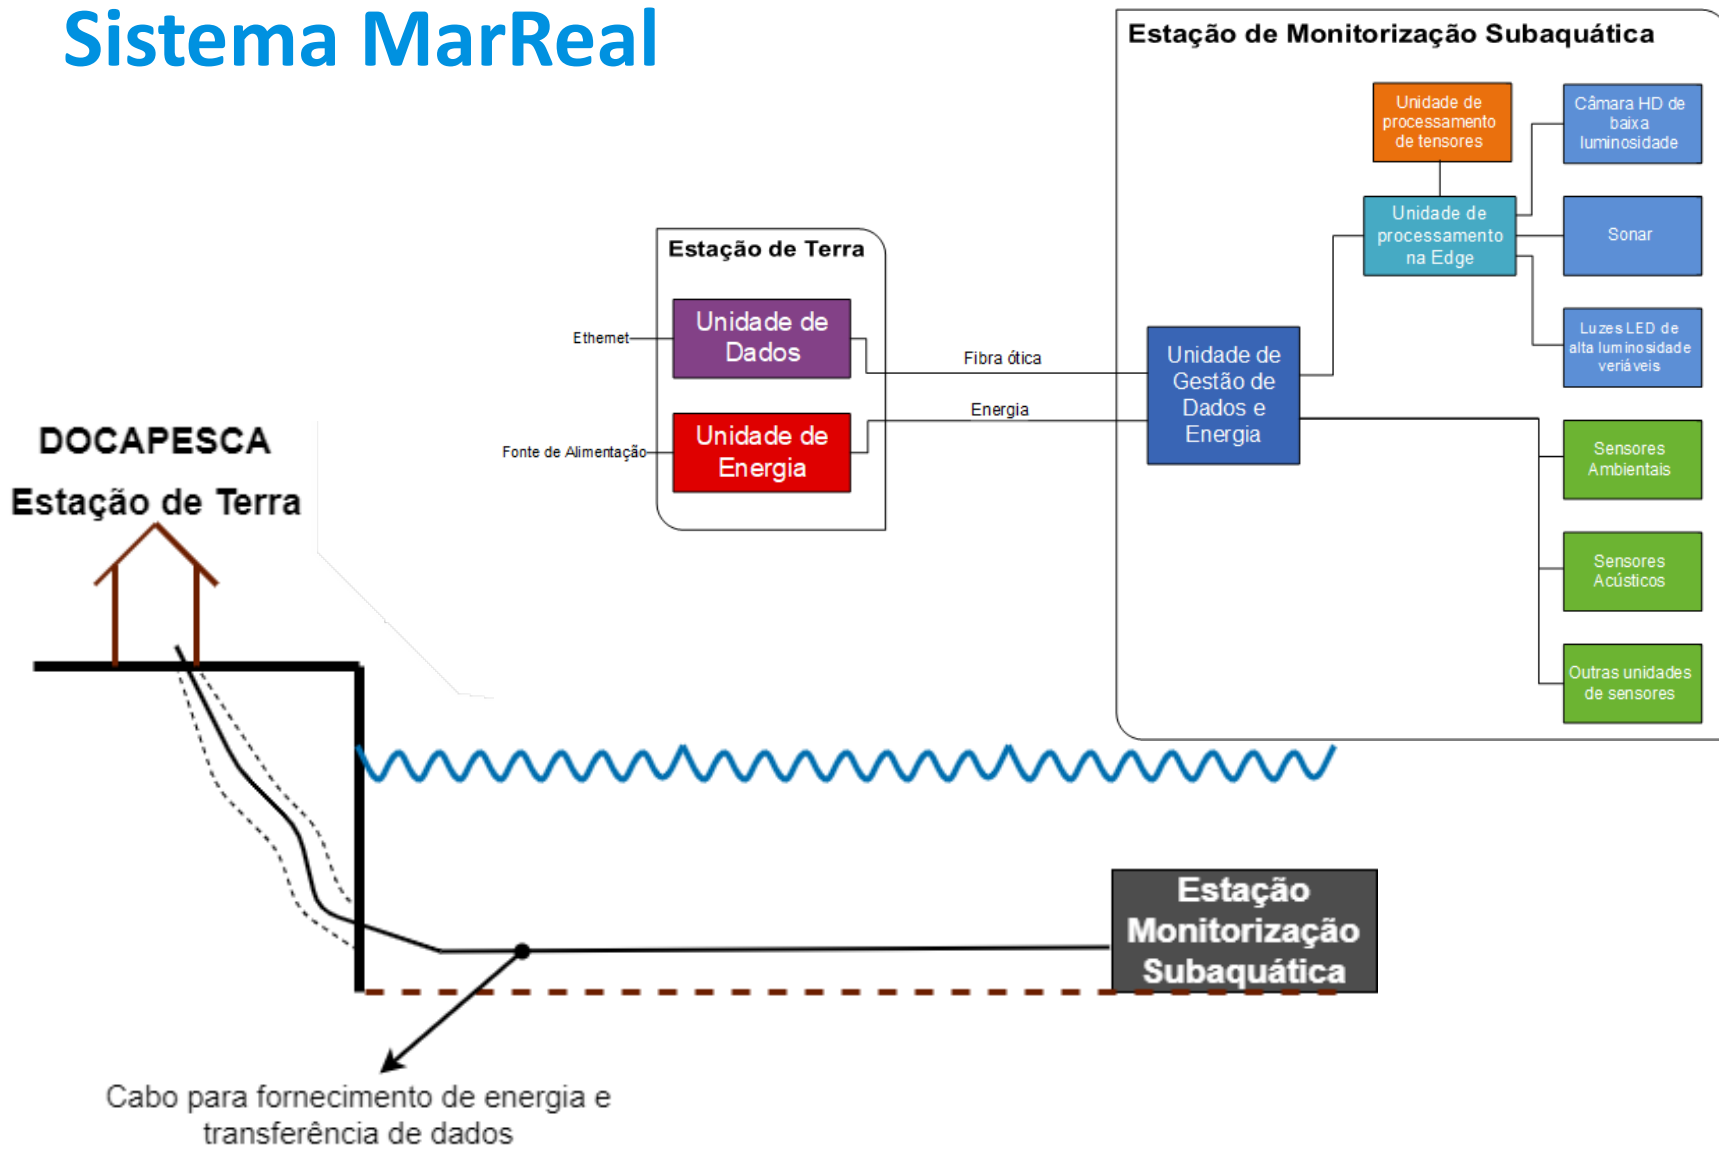 Sistema MarReal
Estação de Monitorização Subaquática
Unidade de
processamento
de tensores
Câmara HD de
baixa
luminosidade
Unidade de
processamento
na Edge
Sonar
Estação de Terra
Unidade de
Dados
Ethernet
Fibra ótica
Luzes LED de
alta luminosidade
veriáveis
Unidade de
Gestão de
Dados e
Energia
Energia
Unidade de
Energia
Fonte de Alimentação
Sensores
Ambientais
Sensores
Acústicos
Outras unidades
de sensores
DOCAPESCA
Estação de Terra
Estação
Monitorização
Subaquática
Cabo para fornecimento de energia e
transferência de dados